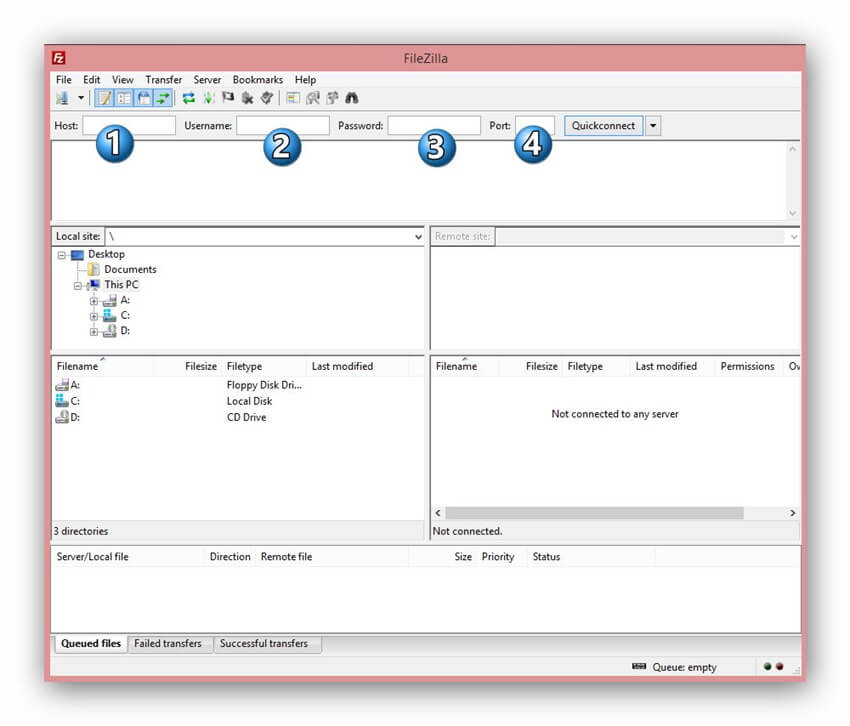 FileZilla
File Edit View Transfer Server Bookmarks Help
Host: Username: Password: Port: Quickconnect
1 2 3 4
Local site: \ Remote site:
Desktop
Documents
This PC
A:
C:
D:
Filename Filesize Filetype Last modified Filename Filesize Filetype Last modified Permissions Ow
A: Floppy Disk Dri...
C: Local Disk
D: CD Drive
Not connected to any server
3 directories Not connected.
Server/Local file Direction Remote file Size Priority Status
Queued files Failed transfers Successful transfers
Queue: empty